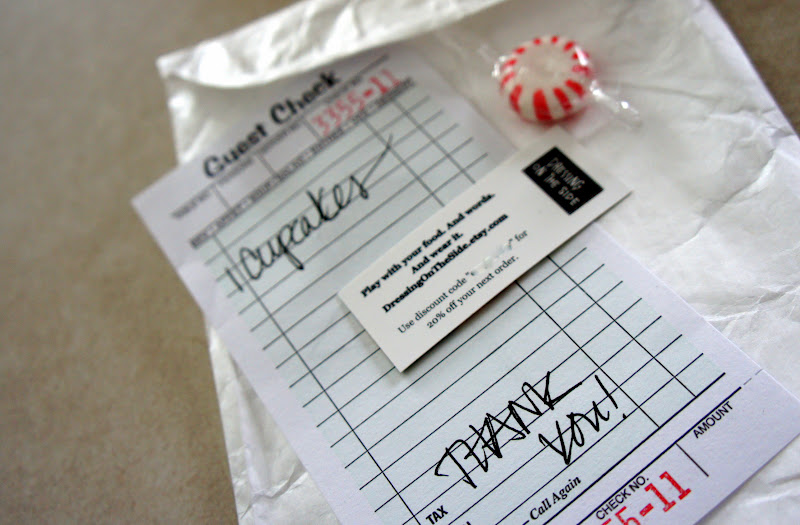 Guest Check
3355-11
1 Cupcakes
DRESSING
ON THE
SIDE
Play with your food. And words.
And wear it.
DressingOnTheSide.etsy.com
Use discount code " " for
20% off your next order.
THANK
YOU!
TAX
Call Again
CHECK NO.
55-11
AMOUNT